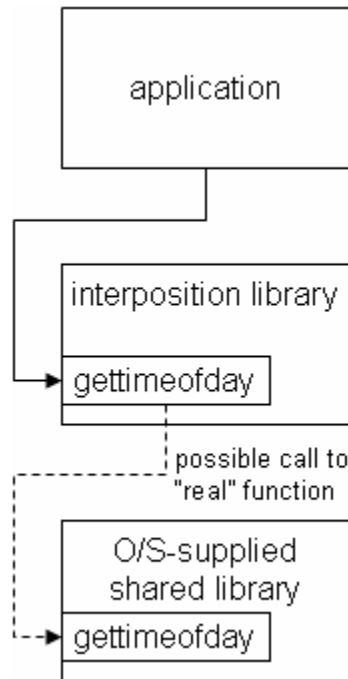 application
interposition library
gettimeofday
possible call to
"real" function
O/S-supplied
shared library
gettimeofday